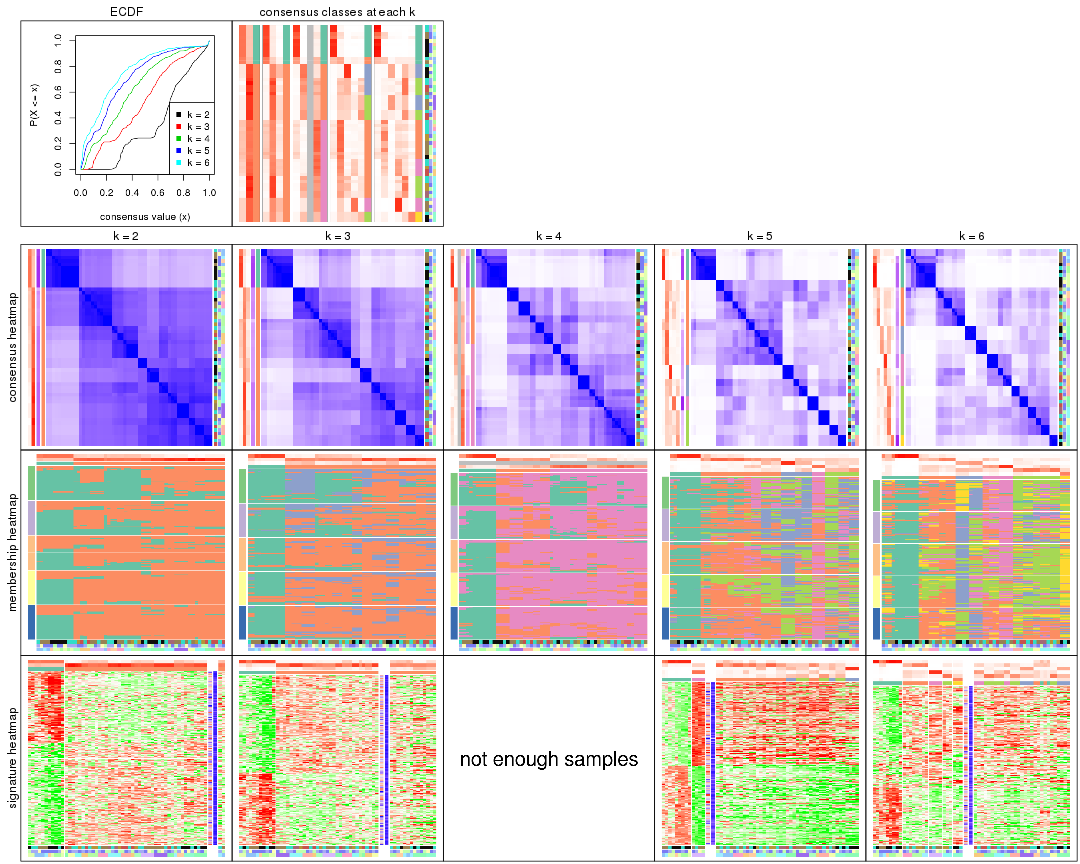 ECDF
consensus classes at each k
P(X <= x)
0.0 0.2 0.4 0.6 0.8 1.0
k = 2
k = 3
k = 4
k = 5
k = 6
0.0 0.2 0.4 0.6 0.8 1.0
consensus value (x)
k = 2
k = 3
k = 4
k = 5
k = 6
consensus heatmap
membership heatmap
signature heatmap
not enough samples